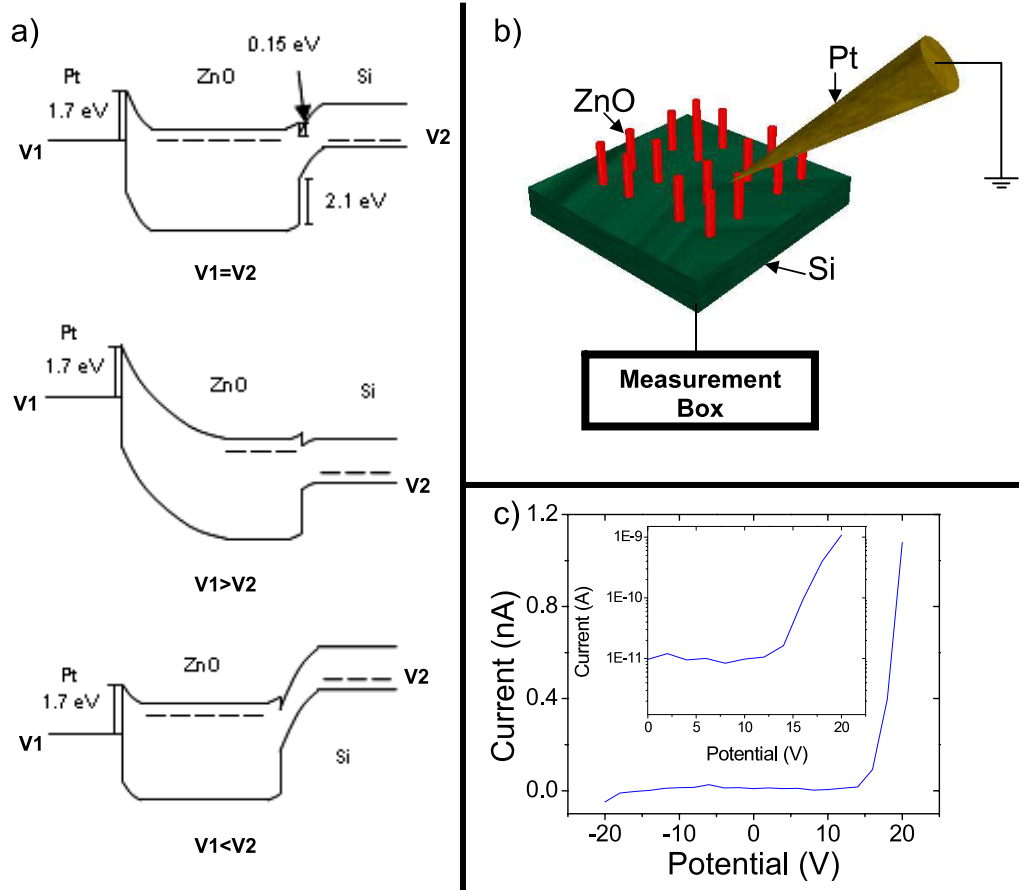 a)
0.15 eV
Pt
ZnO
Si
1.7 eV
V1
V2
2.1 eV
V1=V2
Pt
1.7 eV
ZnO
Si
V1
V2
V1>V2
Pt
ZnO
1.7 eV
V2
V1
Si
V1<V2
b)
Pt
ZnO
Si
Measurement
Box
c)
1.2
0.8
0.4
0.0
Current (nA)
-20
-10
0
10
20
Potential (V)
1E-9
1E-10
1E-11
Current (A)
0
5
10
15
20
Potential (V)